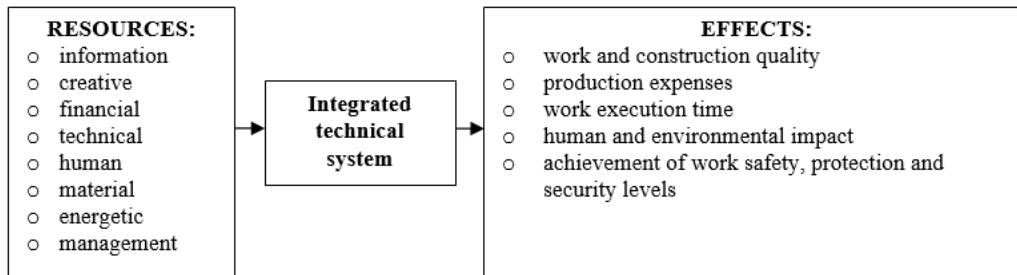 RESOURCES:
o information
o creative
o financial
o technical
o human
o material
o energetic
o management
Integrated
technical
system
EFFECTS:
o work and construction quality
o production expenses
o work execution time
o human and environmental impact
o achievement of work safety, protection and
security levels